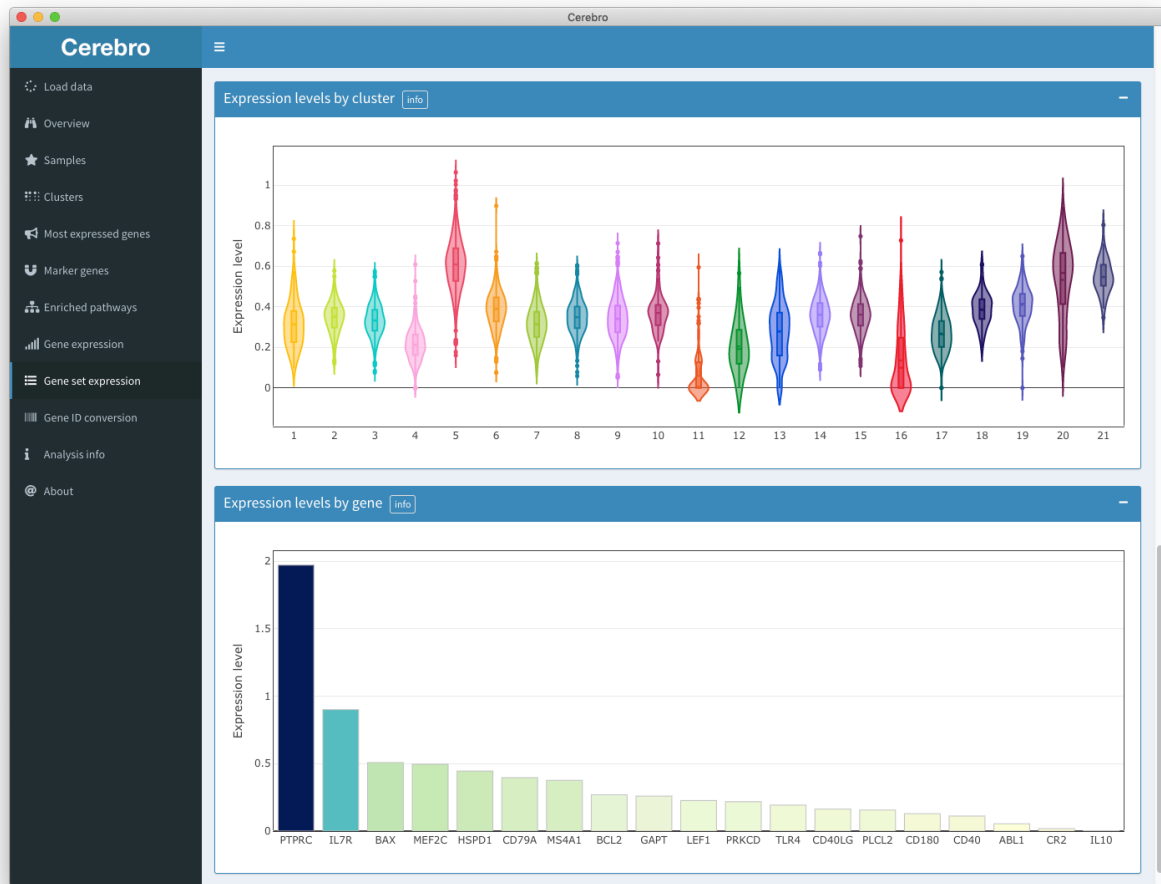 Cerebro
Cerebro
Load data
Overview
Samples
Clusters
Most expressed genes
Marker genes
Enriched pathways
Gene expression
Gene set expression
Gene ID conversion
Analysis info
About
Expression levels by cluster info
Expression level
1
0.8
0.6
0.4
0.2
0
1 2 3 4 5 6 7 8 9 10 11 12 13 14 15 16 17 18 19 20 21
Expression levels by gene info
Expression level
2
1.5
1
0.5
0
PTPRC IL7R BAX MEF2C HSPD1 CD79A MS4A1 BCL2 GAPT LEF1 PRKCD TLR4 CD40LG PLCL2 CD180 CD40 ABL1 CR2 IL10